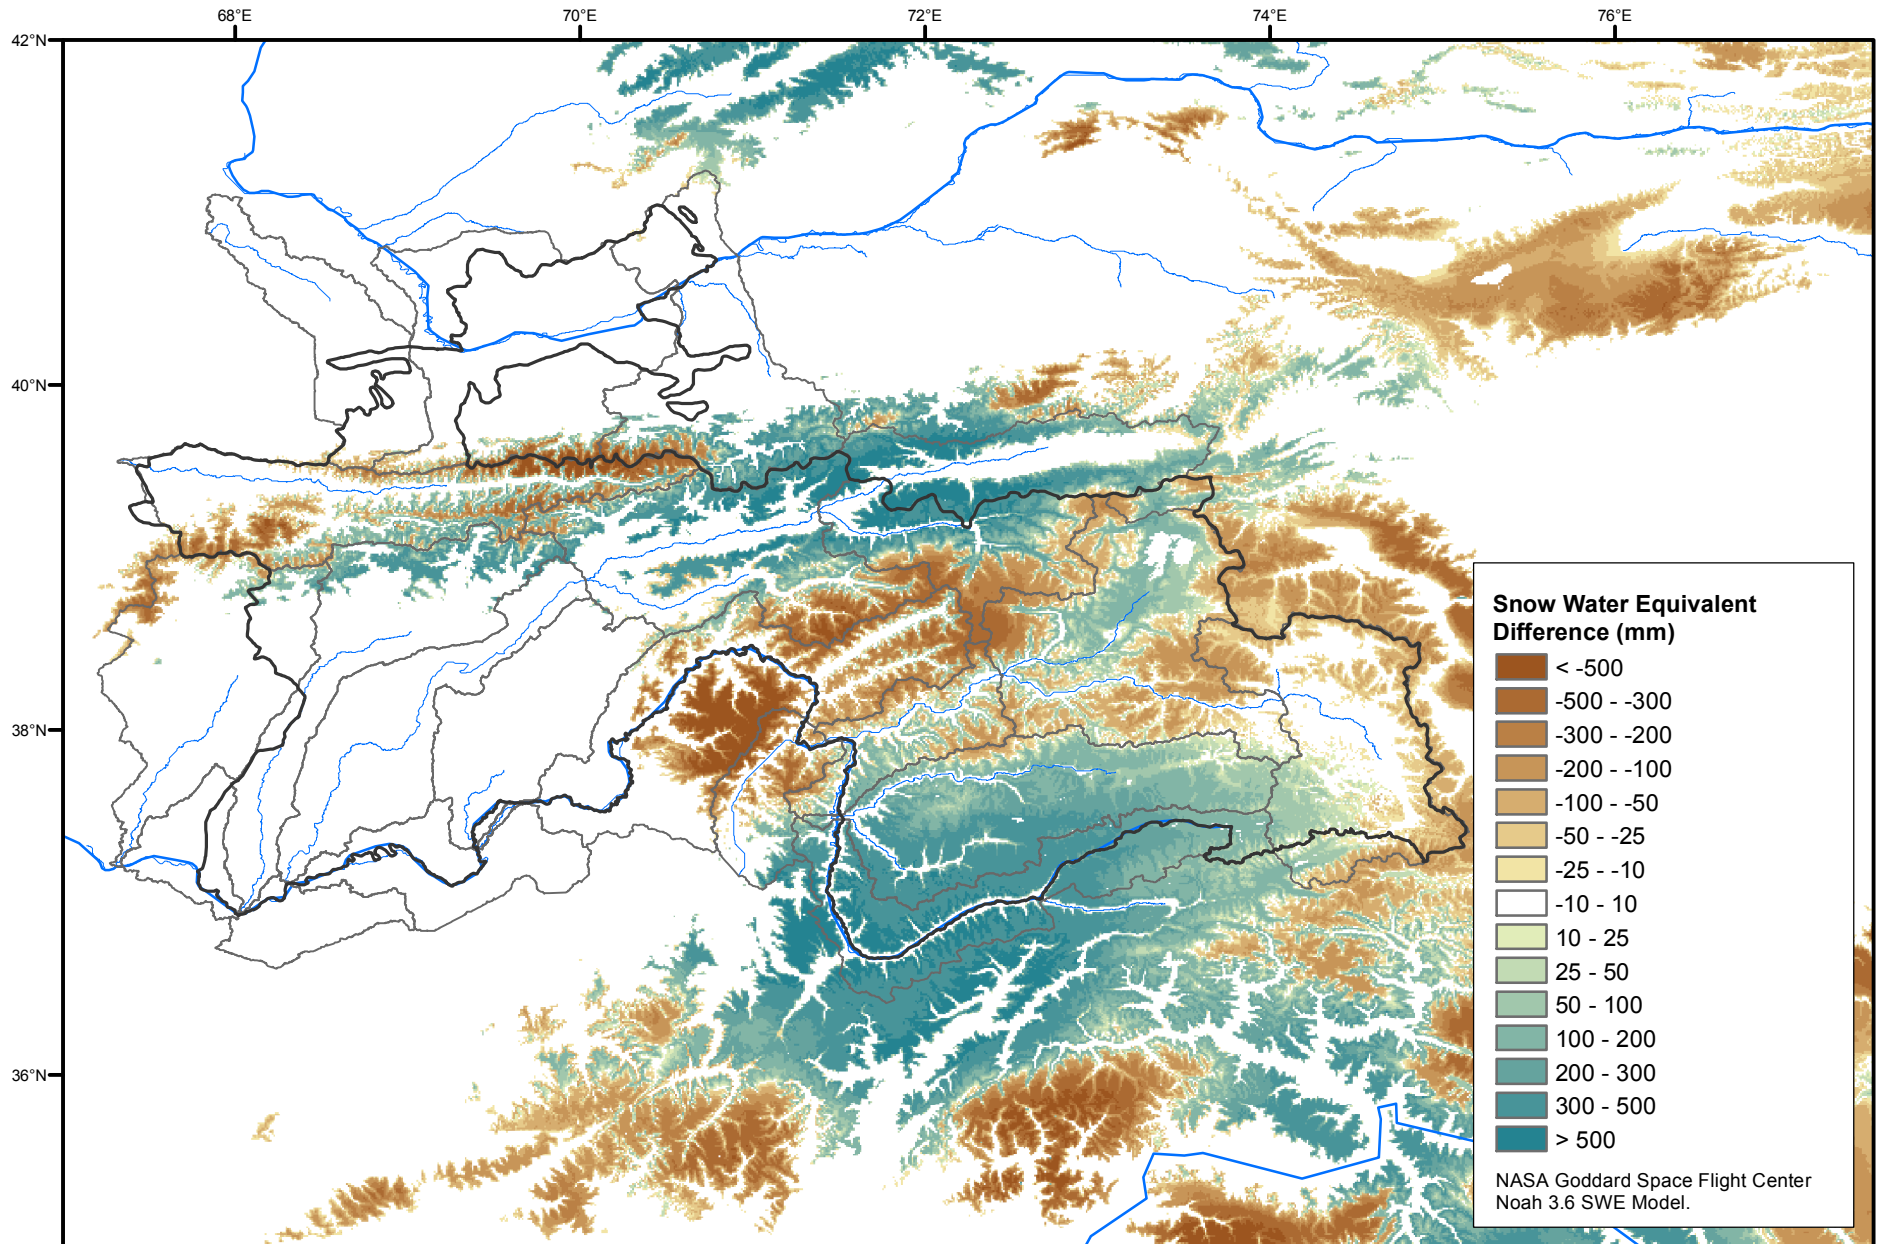 68°E 70°E 72°E 74°E 76°E
42°N
40°N
38°N
36°N
Snow Water Equivalent
Difference (mm)
< -500
-500 - -300
-300 - -200
-200 - -100
-100 - -50
-50 - -25
-25 - -10
-10 - 10
10 - 25
25 - 50
50 - 100
100 - 200
200 - 300
300 - 500
> 500
NASA Goddard Space Flight Center
Noah 3.6 SWE Model.